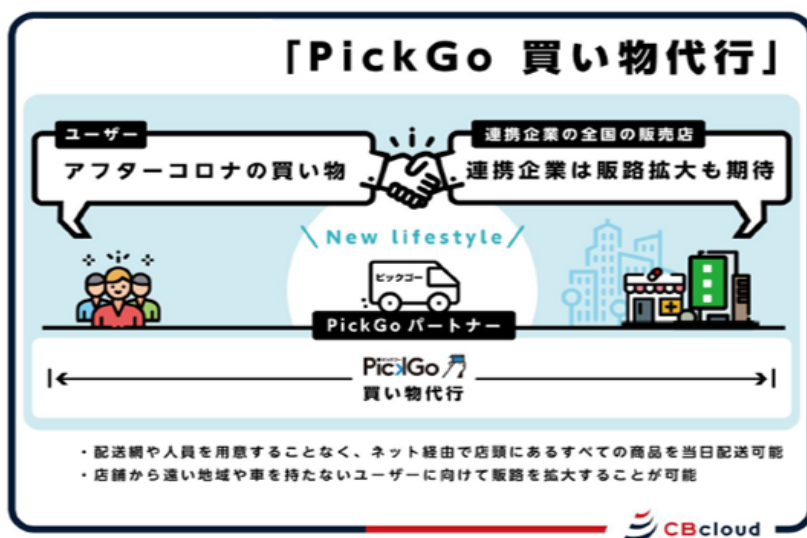 「PickGo 買い物代行」
ユーザー
アフターコロナの買い物
連携企業の全国の販売店
連携企業は販路拡大も期待
New lifestyle
ピックゴー
PickGo パートナー
PickGo
買い物代行
・配送網や人員を用意することなく、ネット経由で店頭にあるすべての商品を当日配送可能
・店舗から遠い地域や車を持たないユーザーに向けて販路を拡大することが可能
CBcloud